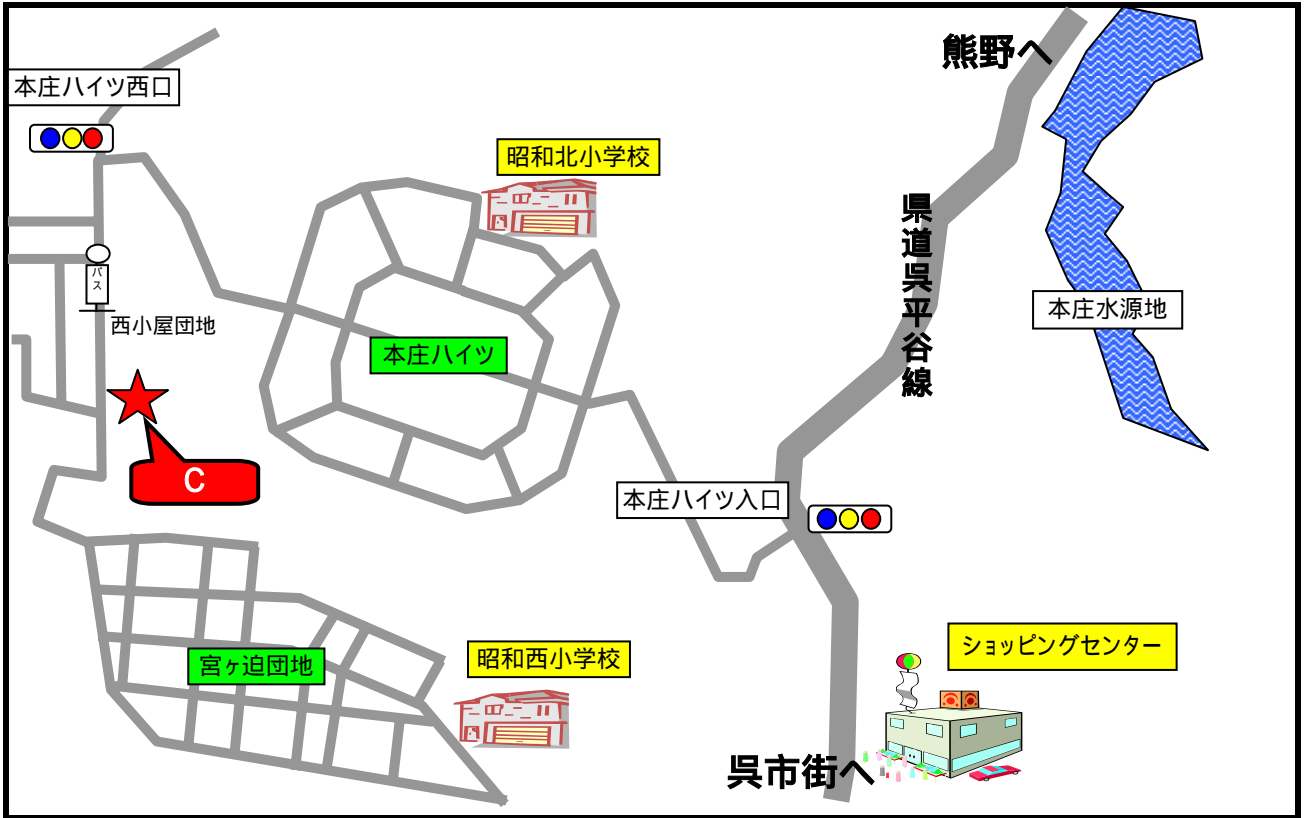 熊野へ
本庄ハイツ西口
昭和北小学校
県道呉平谷線
バス
本庄水源地
西小屋団地
本庄ハイツ
C
本庄ハイツ入口
ショッピングセンター
昭和西小学校
宮ヶ迫団地
呉市街へ